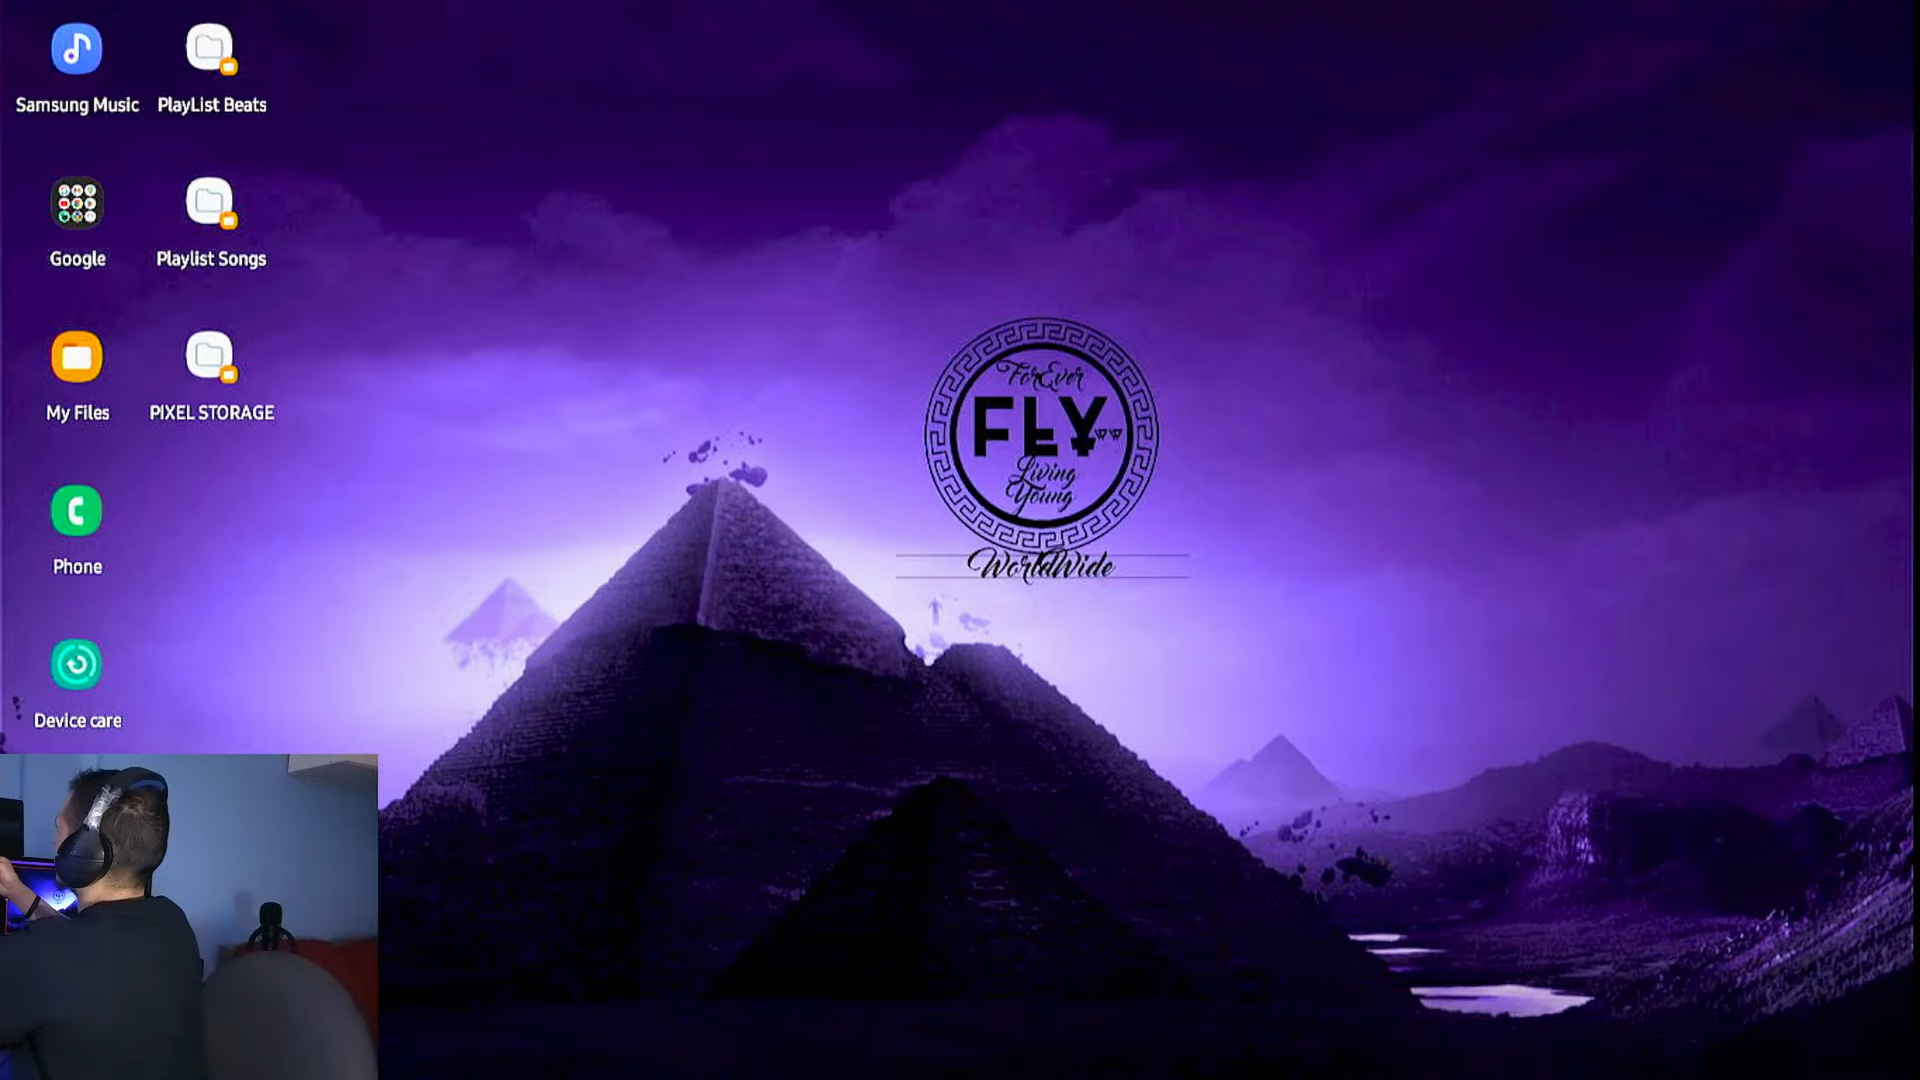 Samsung Music
PlayList Beats
Google
Playlist Songs
My Files
PIXEL STORAGE
Phone
Device care
ForEver
FLY
Living
Young
WorldWide